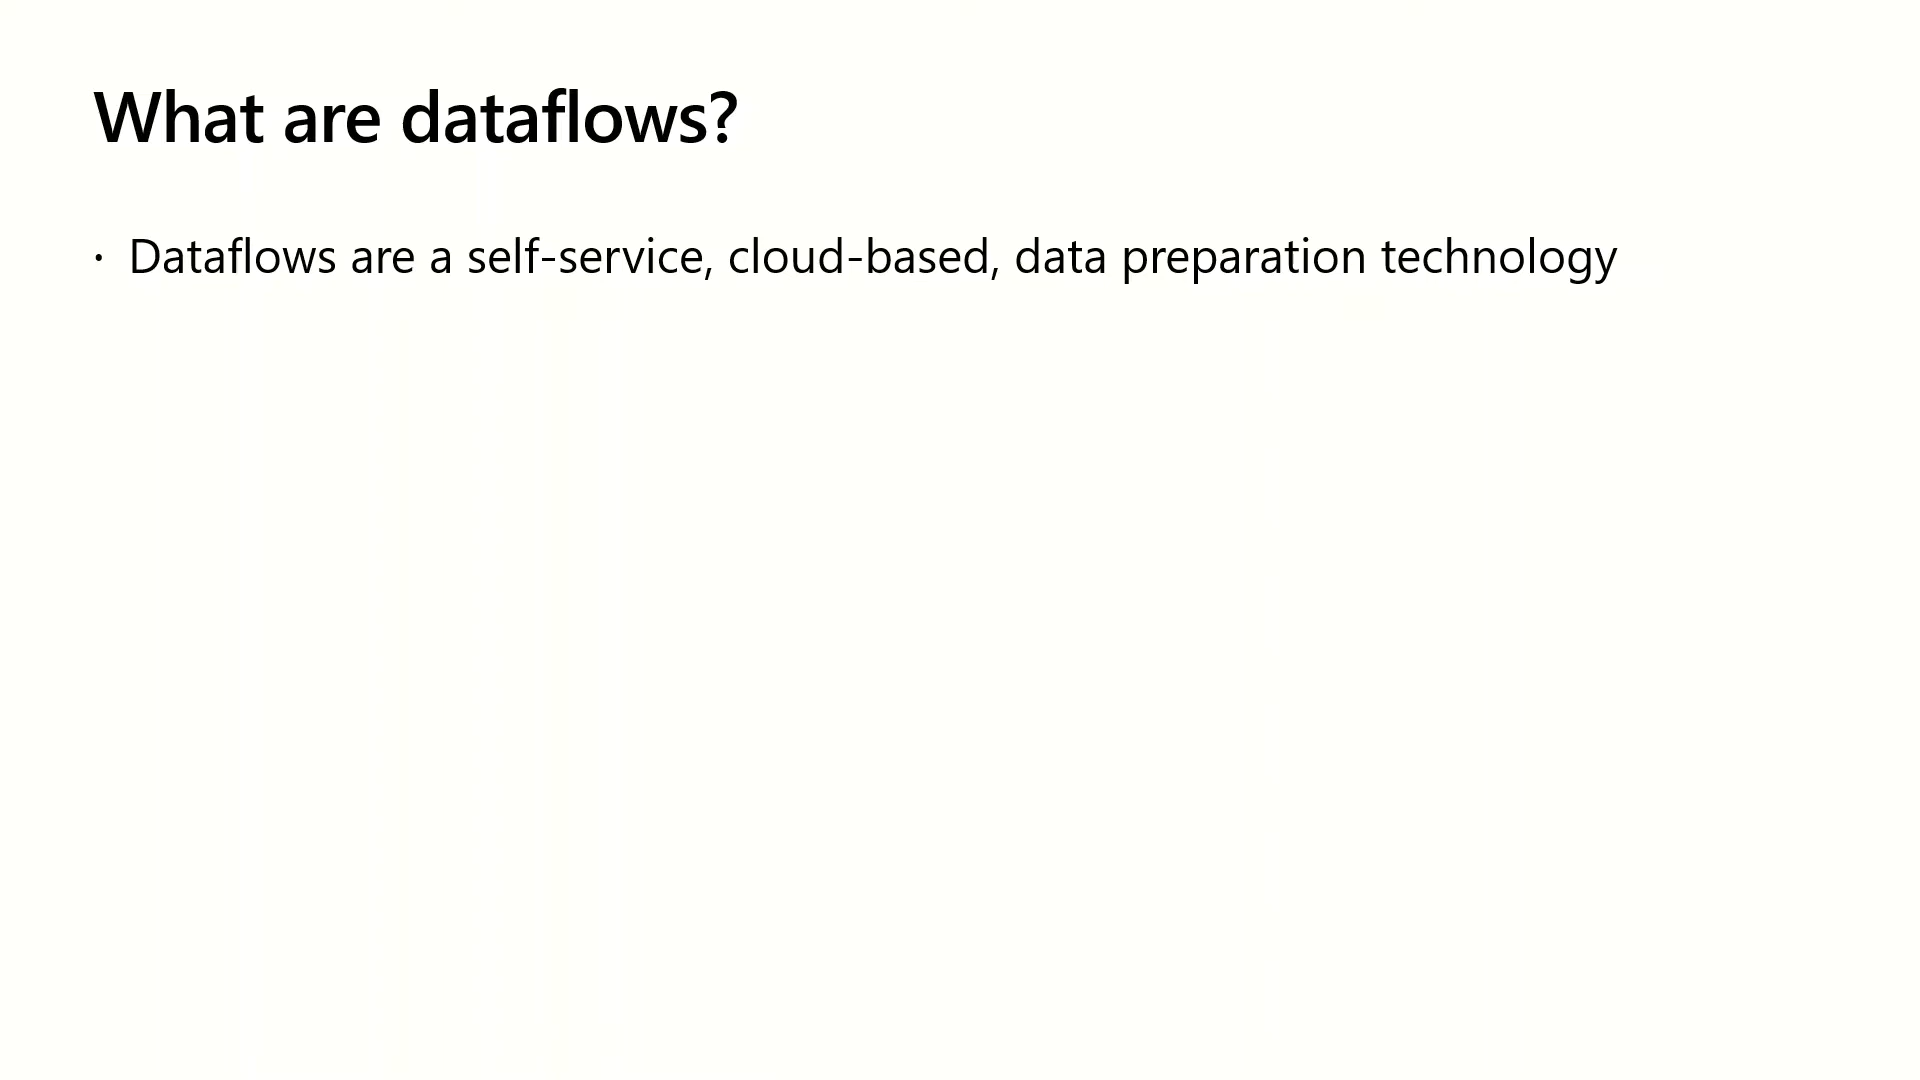 What are dataflows?
• Dataflows are a self-service, cloud-based, data preparation technology